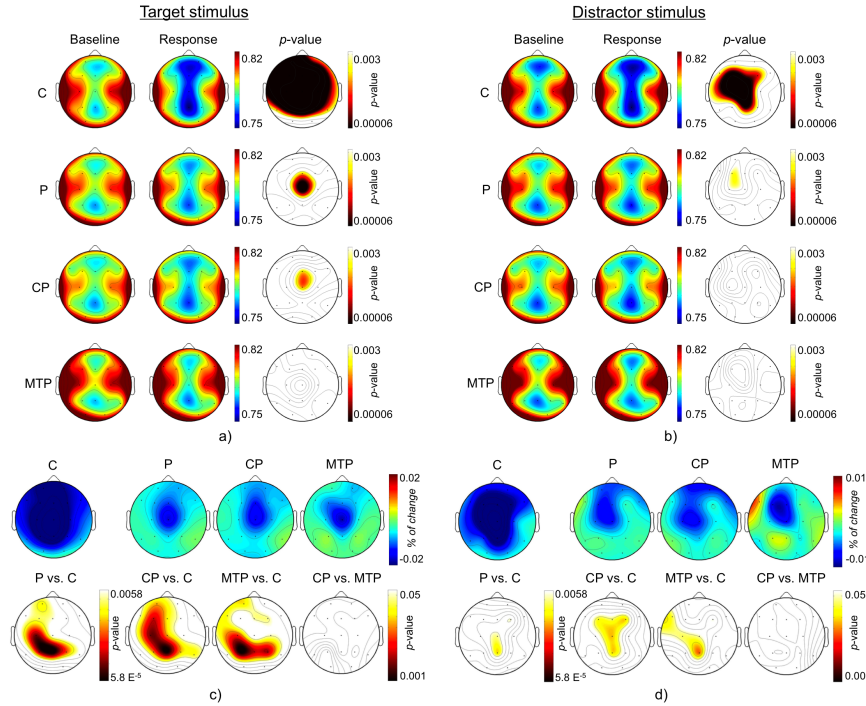 Target stimulus
Distractor stimulus
Baseline Response p-value
Baseline Response p-value
C 0.82 0.75 0.003 0.00006 p-value
C 0.82 0.75 0.003 0.00006 p-value
P 0.82 0.75 0.003 0.00006 p-value
P 0.82 0.75 0.003 0.00006 p-value
CP 0.82 0.75 0.003 0.00006 p-value
CP 0.82 0.75 0.003 0.00006 p-value
MTP 0.82 0.75 0.003 0.00006 p-value
MTP 0.82 0.75 0.003 0.00006 p-value
a)
b)
C P CP MTP
0.02 -0.02 % of change
C P CP MTP
0.01 -0.01 % of change
P vs. C CP vs. C MTP vs. C CP vs. MTP
0.0058 5.8 E-5 p-value
0.05 0.001 p-value
P vs. C CP vs. C MTP vs. C CP vs. MTP
0.0058 5.8 E-5 p-value
0.05 0.00 p-value
c)
d)